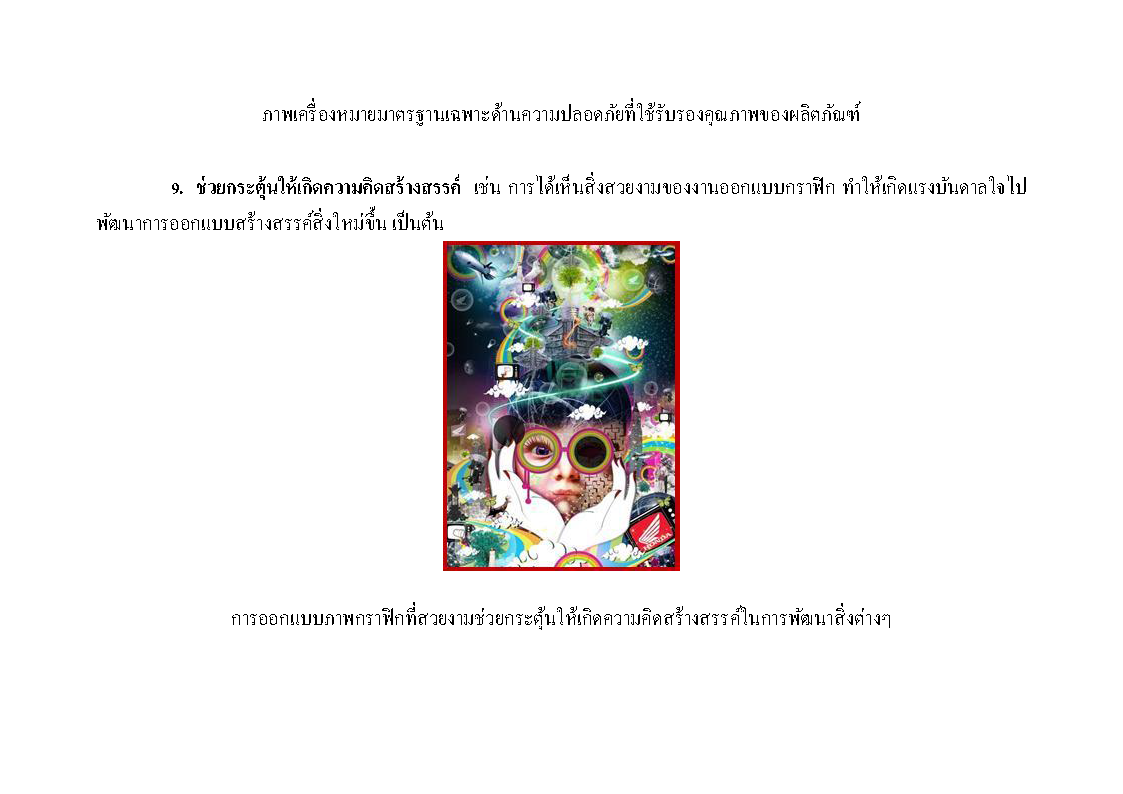 ภาพเครื่องหมายมาตรฐานเฉพาะด้านความปลอดภัยที่ใช้รับรองคุณภาพของผลิตภัณฑ์
9. ช่วยกระตุ้นให้เกิดความคิดสร้างสรรค์ เช่น การได้เห็นสิ่งสวยงามของงานออกแบบกราฟิก ทำให้เกิดแรงบันดาลใจไป
พัฒนาการออกแบบสร้างสรรค์สิ่งใหม่ขึ้น เป็นต้น
HONDA
การออกแบบภาพกราฟิกที่สวยงามช่วยกระตุ้นให้เกิดความคิดสร้างสรรค์ในการพัฒนาสิ่งต่างๆ